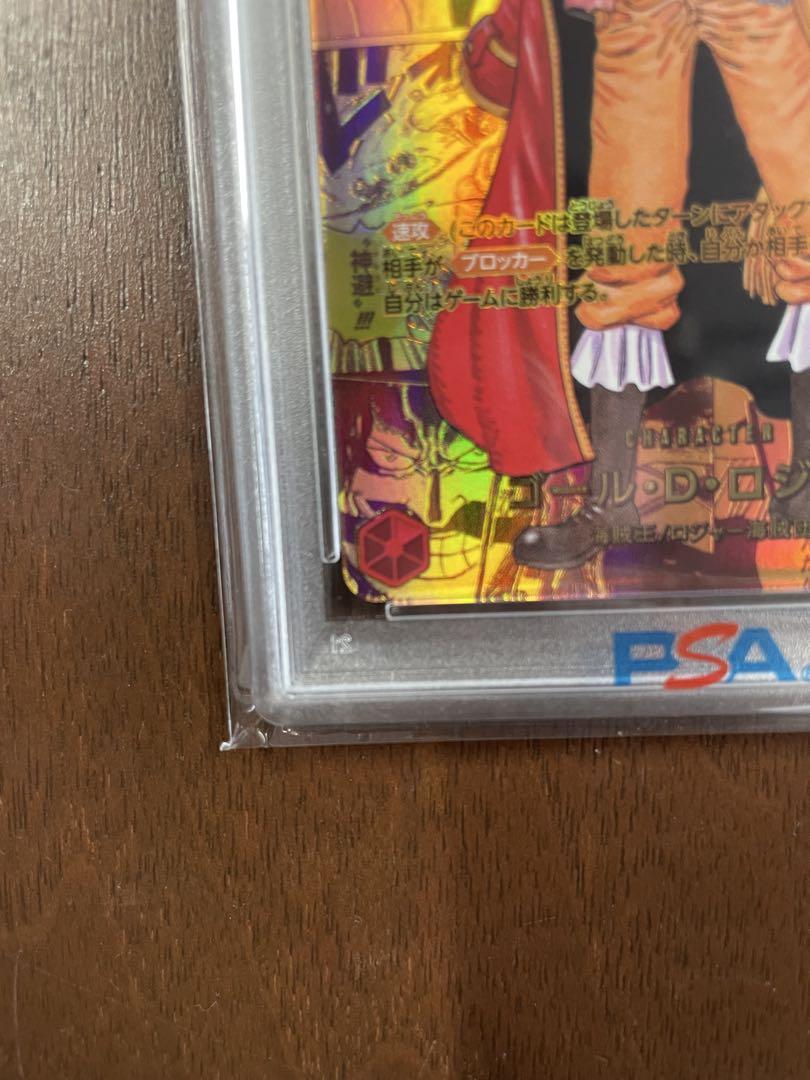 速攻 (このカードは登場したターンにアタック
相手が ブロッカー を発動した時、自分か相手
自分はゲームに勝利する。
神避
!!!
CHARACTER
ゴール・D・ロジ
海賊王/ロジャー海賊団
PSA